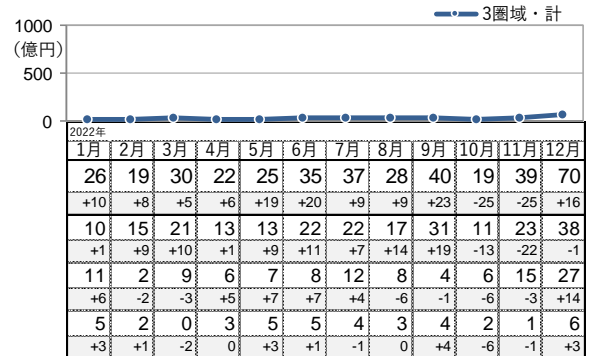 3圏域・計
1000
（億円）
500
0
2022年
1月 2月 3月 4月 5月 6月 7月 8月 9月 10月 11月 12月
26 19 30 22 25 35 37 28 40 19 39 70
+10 +8 +5 +6 +19 +20 +9 +9 +23 -25 -25 +16
10 15 21 13 13 22 22 17 31 11 23 38
+1 +9 +10 +1 +9 +11 +7 +14 +19 -13 -22 -1
11 2 9 6 7 8 12 8 4 6 15 27
+6 -2 -3 +5 +7 +7 +4 -6 -1 -6 -3 +14
5 2 0 3 5 5 4 3 4 2 1 6
+3 +1 -2 0 +3 +1 -1 0 +4 -6 -1 +3